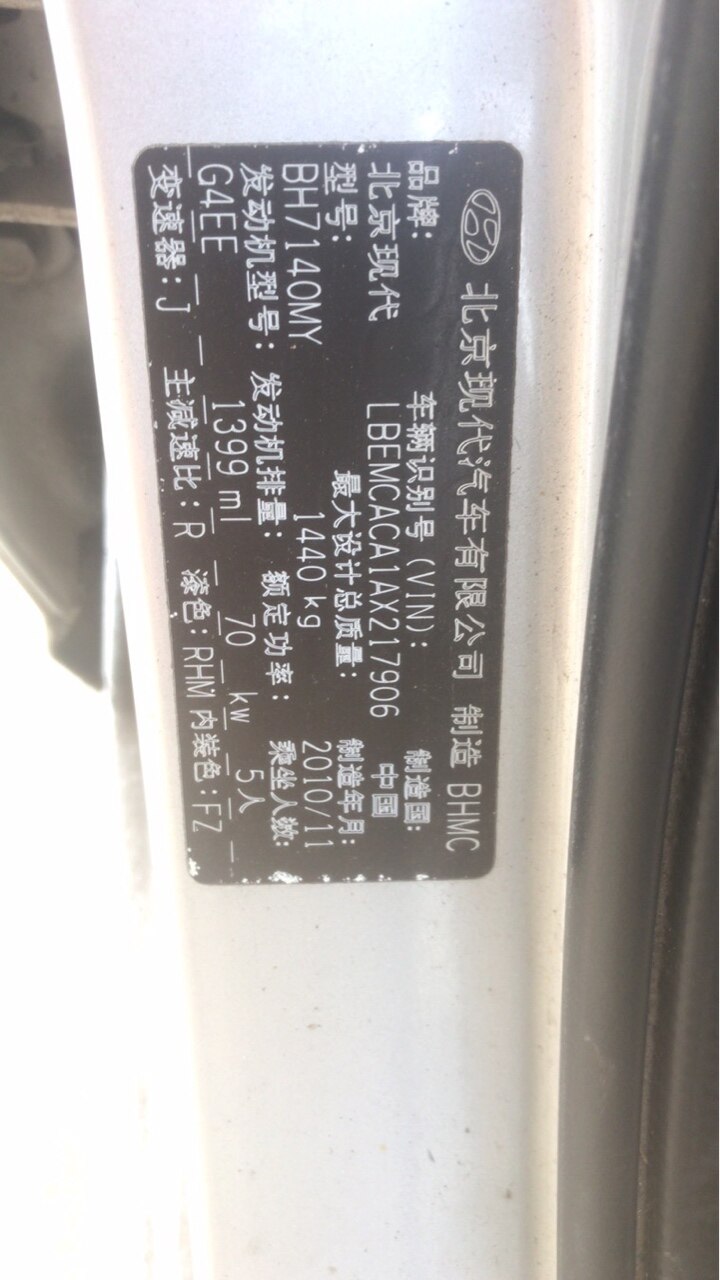 北京现代汽车有限公司 制造 BHMC
品牌: 车辆识别号 (VIN): 制造国:
北京现代 LBEMCACA1AX217906 中国
型号: 最大设计总质量: 制造年月:
BH7140MY 1440 kg 2010/11
发动机型号: 发动机排量: 额定功率: 乘坐人数:
G4EE 1399 ml 70 kw 5人
变速器: J 主减速比: R 漆色: RHM 内装色: FZ